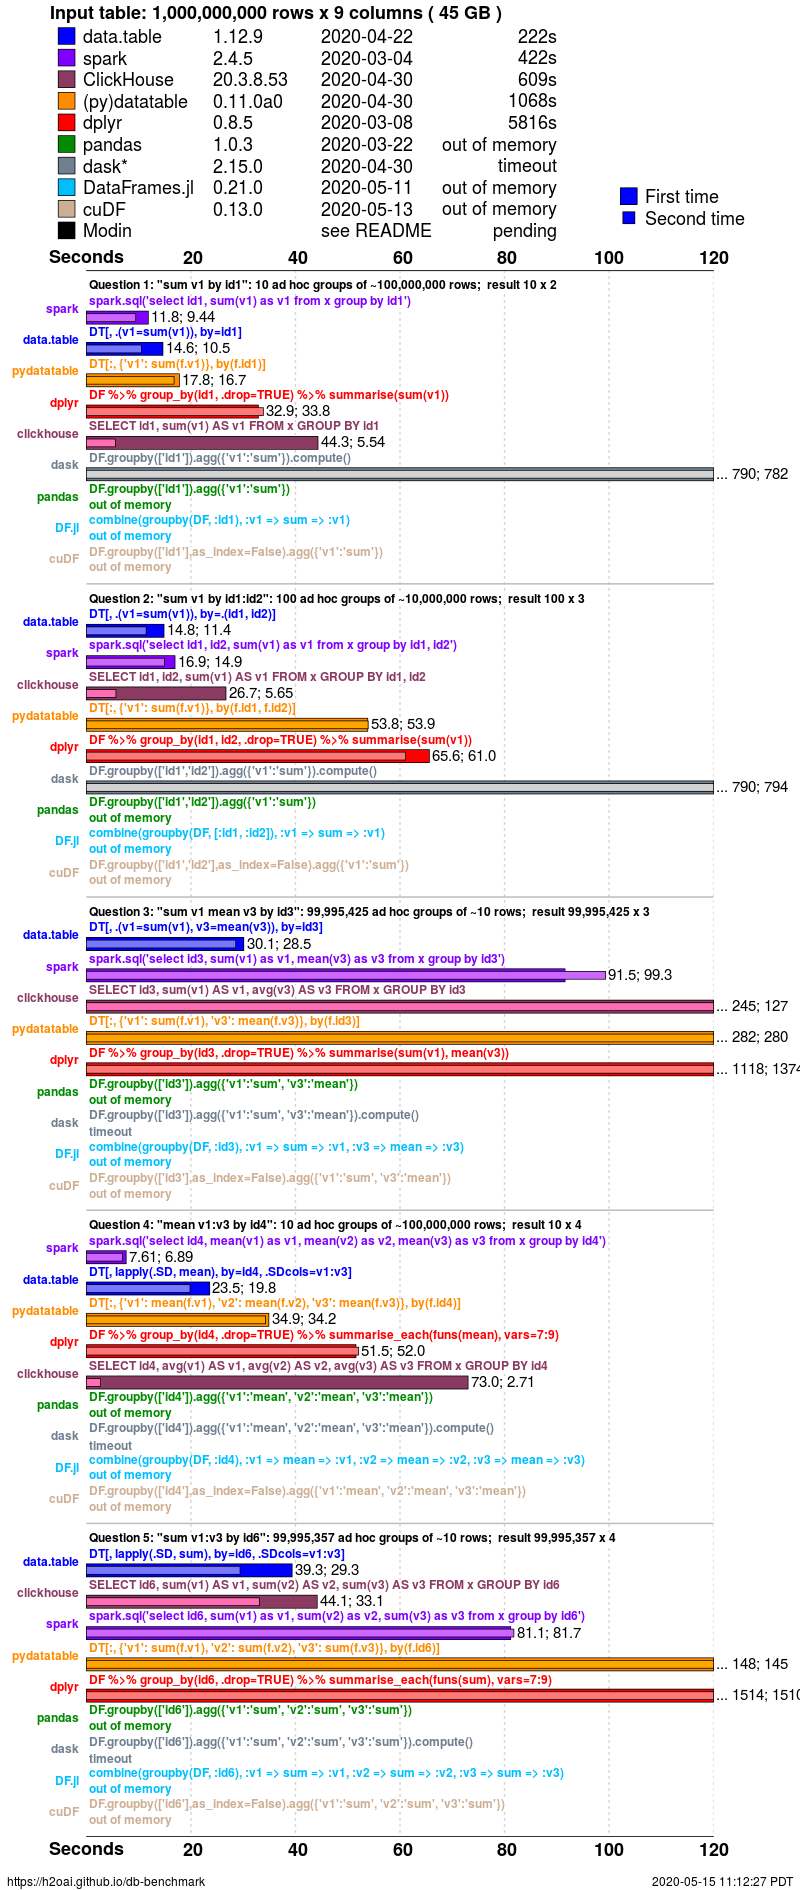 Input table: 1,000,000,000 rows x 9 columns ( 45 GB )
data.table 1.12.9 2020-04-22 222s
spark 2.4.5 2020-03-04 422s
ClickHouse 20.3.8.53 2020-04-30 609s
(py)datatable 0.11.0a0 2020-04-30 1068s
dplyr 0.8.5 2020-03-08 5816s
pandas 1.0.3 2020-03-22 out of memory
dask* 2.15.0 2020-04-30 timeout
DataFrames.jl 0.21.0 2020-05-11 out of memory
cuDF 0.13.0 2020-05-13 out of memory
Modin see README pending
First time
Second time
Seconds 20 40 60 80 100 120
Question 1: "sum v1 by id1": 10 ad hoc groups of ~100,000,000 rows; result 10 x 2
spark.sql('select id1, sum(v1) as v1 from x group by id1')
spark 11.8; 9.44
DT[, .(v1=sum(v1)), by=id1]
data.table 14.6; 10.5
DT[:, {'v1': sum(f.v1)}, by(f.id1)]
pydatatable 17.8; 16.7
DF %>% group_by(id1, .drop=TRUE) %>% summarise(sum(v1))
dplyr 32.9; 33.8
SELECT id1, sum(v1) AS v1 FROM x GROUP BY id1
clickhouse 44.3; 5.54
DF.groupby(['id1']).agg({'v1':'sum'}).compute()
dask ... 790; 782
DF.groupby(['id1']).agg({'v1':'sum'})
pandas out of memory
combine(groupby(DF, :id1), :v1 => sum => :v1)
DF.jl out of memory
DF.groupby(['id1'],as_index=False).agg({'v1':'sum'})
cuDF out of memory
Question 2: "sum v1 by id1:id2": 100 ad hoc groups of ~10,000,000 rows; result 100 x 3
DT[, .(v1=sum(v1)), by=.(id1, id2)]
data.table 14.8; 11.4
spark.sql('select id1, id2, sum(v1) as v1 from x group by id1, id2')
spark 16.9; 14.9
SELECT id1, id2, sum(v1) AS v1 FROM x GROUP BY id1, id2
clickhouse 26.7; 5.65
DT[:, {'v1': sum(f.v1)}, by(f.id1, f.id2)]
pydatatable 53.8; 53.9
DF %>% group_by(id1, id2, .drop=TRUE) %>% summarise(sum(v1))
dplyr 65.6; 61.0
DF.groupby(['id1','id2']).agg({'v1':'sum'}).compute()
dask ... 790; 794
DF.groupby(['id1','id2']).agg({'v1':'sum'})
pandas out of memory
combine(groupby(DF, [:id1, :id2]), :v1 => sum => :v1)
DF.jl out of memory
DF.groupby(['id1','id2'],as_index=False).agg({'v1':'sum'})
cuDF out of memory
Question 3: "sum v1 mean v3 by id3": 99,995,425 ad hoc groups of ~10 rows; result 99,995,425 x 3
DT[, .(v1=sum(v1), v3=mean(v3)), by=id3]
data.table 30.1; 28.5
spark.sql('select id3, sum(v1) as v1, mean(v3) as v3 from x group by id3')
spark 91.5; 99.3
SELECT id3, sum(v1) AS v1, avg(v3) AS v3 FROM x GROUP BY id3
clickhouse ... 245; 127
DT[:, {'v1': sum(f.v1), 'v3': mean(f.v3)}, by(f.id3)]
pydatatable ... 282; 280
DF %>% group_by(id3, .drop=TRUE) %>% summarise(sum(v1), mean(v3))
dplyr ... 1118; 1374
DF.groupby(['id3']).agg({'v1':'sum', 'v3':'mean'})
pandas out of memory
DF.groupby(['id3']).agg({'v1':'sum', 'v3':'mean'}).compute()
dask timeout
combine(groupby(DF, :id3), :v1 => sum => :v1, :v3 => mean => :v3)
DF.jl out of memory
DF.groupby(['id3'],as_index=False).agg({'v1':'sum', 'v3':'mean'})
cuDF out of memory
Question 4: "mean v1:v3 by id4": 10 ad hoc groups of ~100,000,000 rows; result 10 x 4
spark.sql('select id4, mean(v1) as v1, mean(v2) as v2, mean(v3) as v3 from x group by id4')
spark 7.61; 6.89
DT[, lapply(.SD, mean), by=id4, .SDcols=v1:v3]
data.table 23.5; 19.8
DT[:, {'v1': mean(f.v1), 'v2': mean(f.v2), 'v3': mean(f.v3)}, by(f.id4)]
pydatatable 34.9; 34.2
DF %>% group_by(id4, .drop=TRUE) %>% summarise_each(funs(mean), vars=7:9)
dplyr 51.5; 52.0
SELECT id4, avg(v1) AS v1, avg(v2) AS v2, avg(v3) AS v3 FROM x GROUP BY id4
clickhouse 73.0; 2.71
DF.groupby(['id4']).agg({'v1':'mean', 'v2':'mean', 'v3':'mean'})
pandas out of memory
DF.groupby(['id4']).agg({'v1':'mean', 'v2':'mean', 'v3':'mean'}).compute()
dask timeout
combine(groupby(DF, :id4), :v1 => mean => :v1, :v2 => mean => :v2, :v3 => mean => :v3)
DF.jl out of memory
DF.groupby(['id4'],as_index=False).agg({'v1':'mean', 'v2':'mean', 'v3':'mean'})
cuDF out of memory
Question 5: "sum v1:v3 by id6": 99,995,357 ad hoc groups of ~10 rows; result 99,995,357 x 4
DT[, lapply(.SD, sum), by=id6, .SDcols=v1:v3]
data.table 39.3; 29.3
SELECT id6, sum(v1) AS v1, sum(v2) AS v2, sum(v3) AS v3 FROM x GROUP BY id6
clickhouse 44.1; 33.1
spark.sql('select id6, sum(v1) as v1, sum(v2) as v2, sum(v3) as v3 from x group by id6')
spark 81.1; 81.7
DT[:, {'v1': sum(f.v1), 'v2': sum(f.v2), 'v3': sum(f.v3)}, by(f.id6)]
pydatatable ... 148; 145
DF %>% group_by(id6, .drop=TRUE) %>% summarise_each(funs(sum), vars=7:9)
dplyr ... 1514; 1510
DF.groupby(['id6']).agg({'v1':'sum', 'v2':'sum', 'v3':'sum'})
pandas out of memory
DF.groupby(['id6']).agg({'v1':'sum', 'v2':'sum', 'v3':'sum'}).compute()
dask timeout
combine(groupby(DF, :id6), :v1 => sum => :v1, :v2 => sum => :v2, :v3 => sum => :v3)
DF.jl out of memory
DF.groupby(['id6'],as_index=False).agg({'v1':'sum', 'v2':'sum', 'v3':'sum'})
cuDF out of memory
Seconds 20 40 60 80 100 120
https://h2oai.github.io/db-benchmark 2020-05-15 11:12:27 PDT